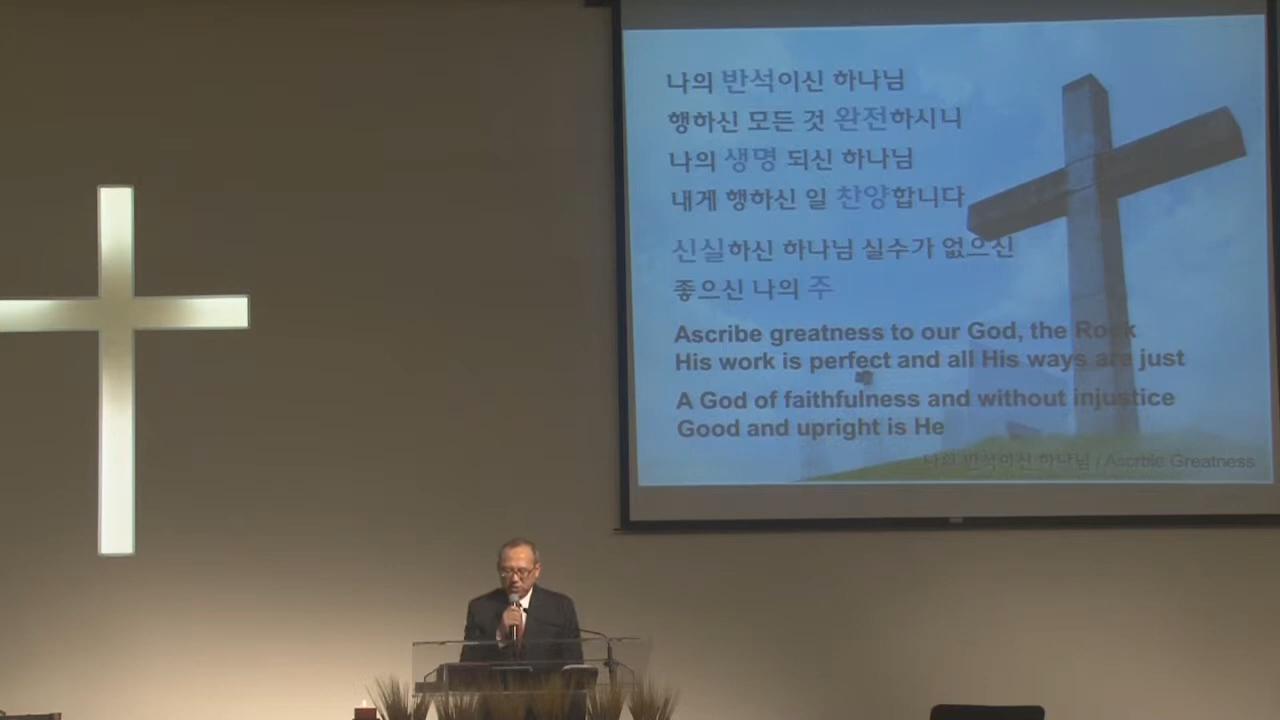 나의 반석이신 하나님
행하신 모든 것 완전하시니
나의 생명 되신 하나님
내게 행하신 일 찬양합니다
신실하신 하나님 실수가 없으신
좋으신 나의 주
Ascribe greatness to our God, the Rock
His work is perfect and all His ways are just
A God of faithfulness and without injustice
Good and upright is He
나의 반석이신 하나님 / Ascrbie Greatness